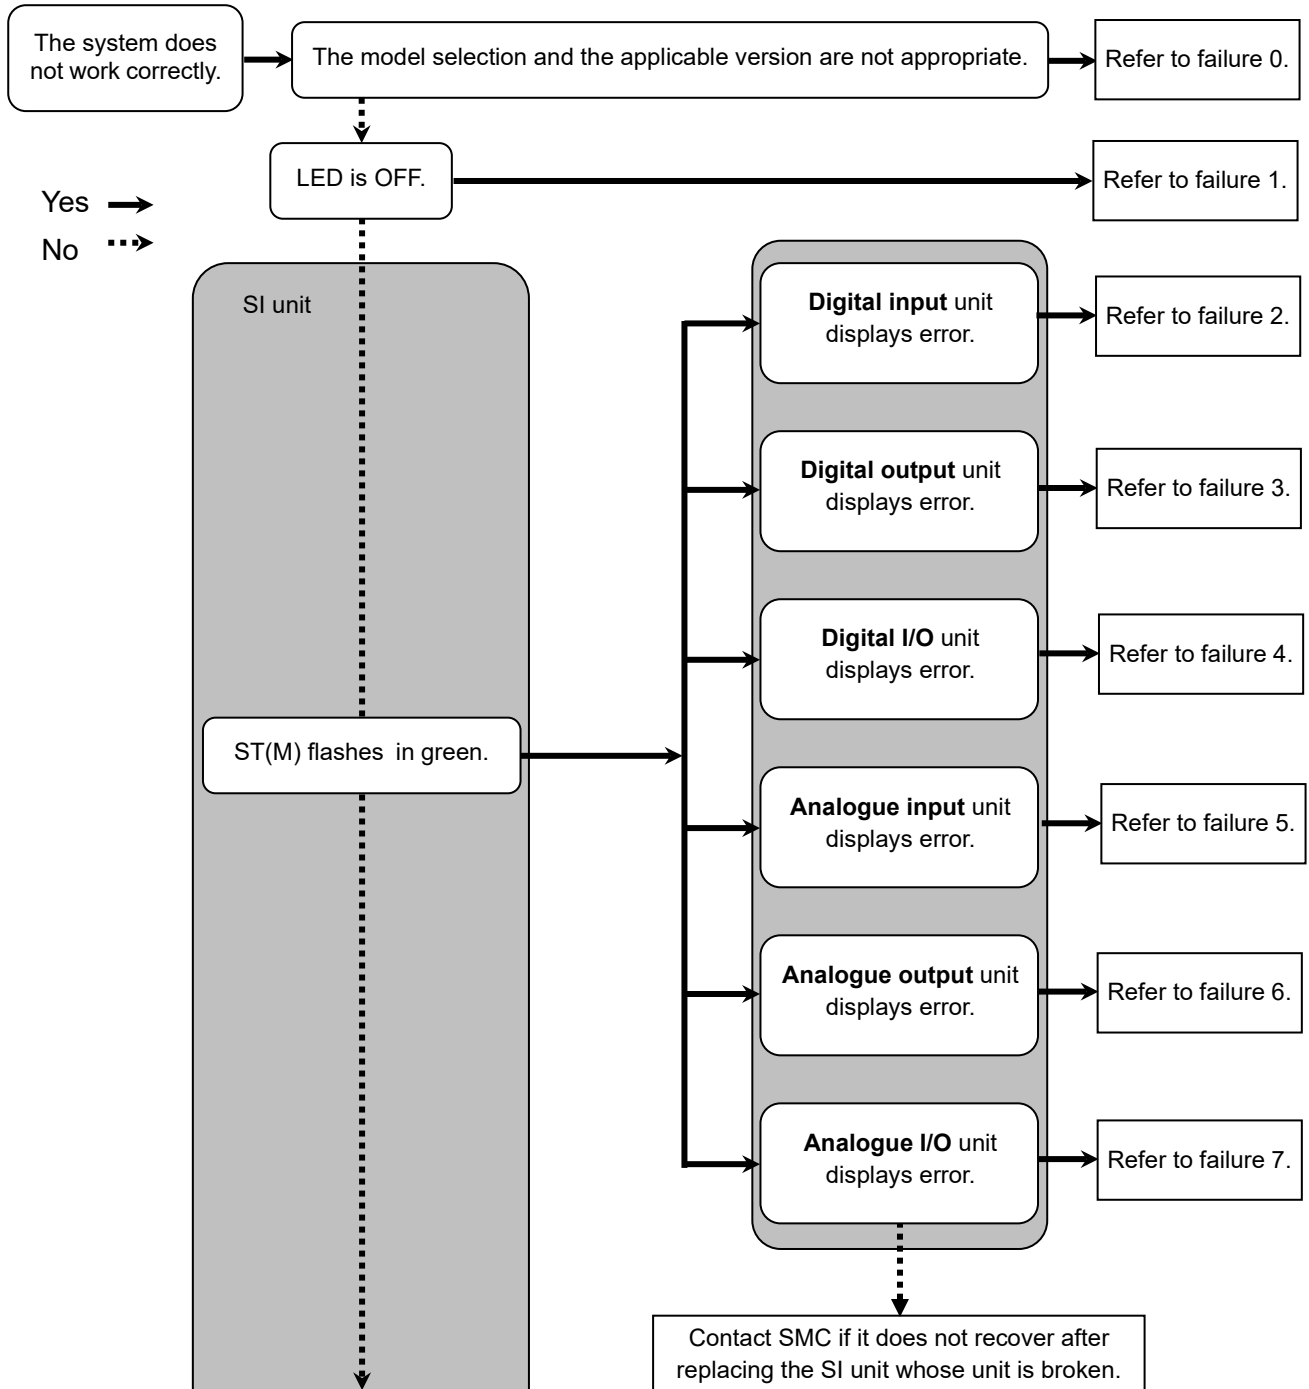 The system does
not work correctly.
The model selection and the applicable version are not appropriate.
Refer to failure 0.
LED is OFF.
Refer to failure 1.
Yes
No
SI unit
Digital input unit
displays error.
Refer to failure 2.
Digital output unit
displays error.
Refer to failure 3.
Digital I/O unit
displays error.
Refer to failure 4.
ST(M) flashes  in green.
Analogue input unit
displays error.
Refer to failure 5.
Analogue output unit
displays error.
Refer to failure 6.
Analogue I/O unit
displays error.
Refer to failure 7.
Contact SMC if it does not recover after
replacing the SI unit whose unit is broken.